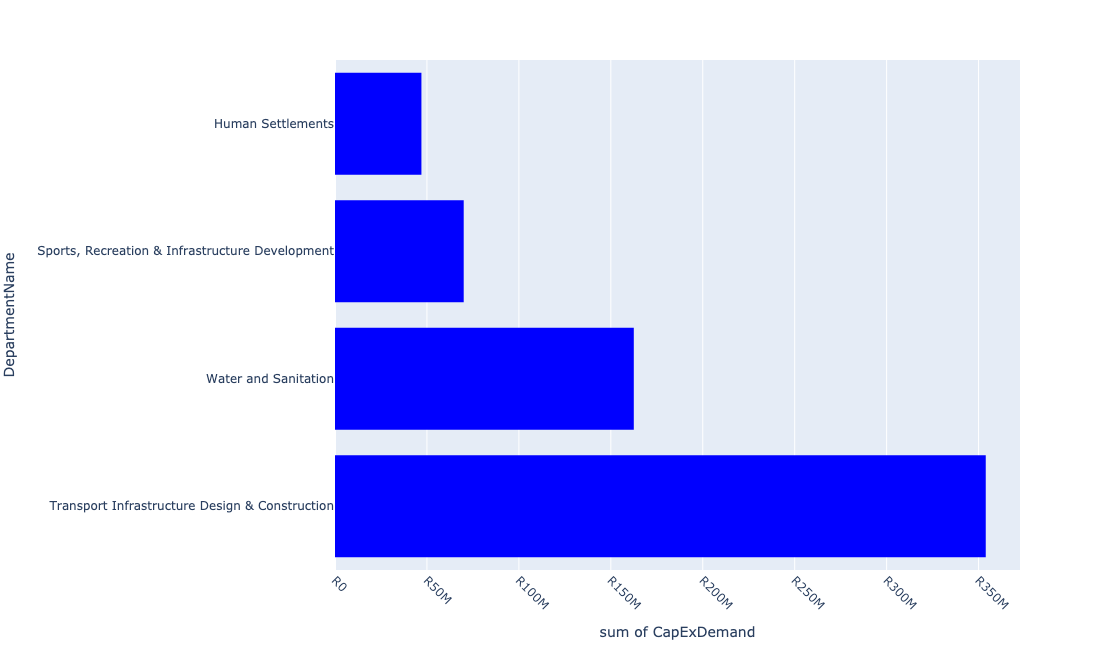 Human Settlements
Sports, Recreation & Infrastructure Development
Water and Sanitation
Transport Infrastructure Design & Construction
DepartmentName
R0
R50M
R100M
R150M
R200M
R250M
R300M
R350M
sum of CapExDemand